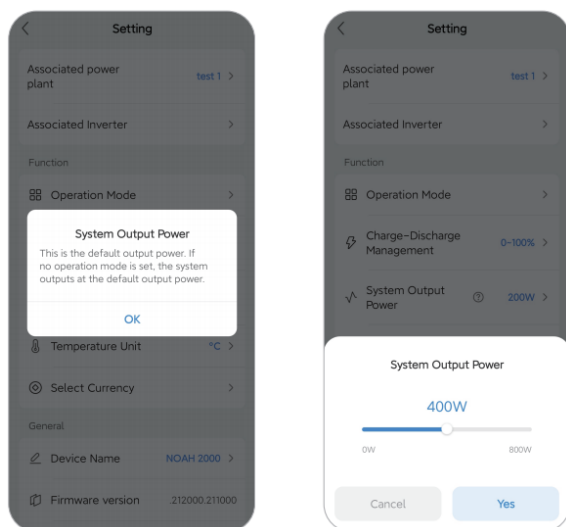 Setting
Associated power
plant
test 1
Associated Inverter
Function
Operation Mode
System Output Power
This is the default output power. If
no operation mode is set, the system
outputs at the default output power.
OK
Temperature Unit
°C
Select Currency
General
Device Name
NOAH 2000
Firmware version
.212000.211000
Setting
Associated power
plant
test 1
Associated Inverter
Function
Operation Mode
Charge-Discharge
Management
0-100%
System Output
Power
?
200W
System Output Power
400W
0W
800W
Cancel
Yes